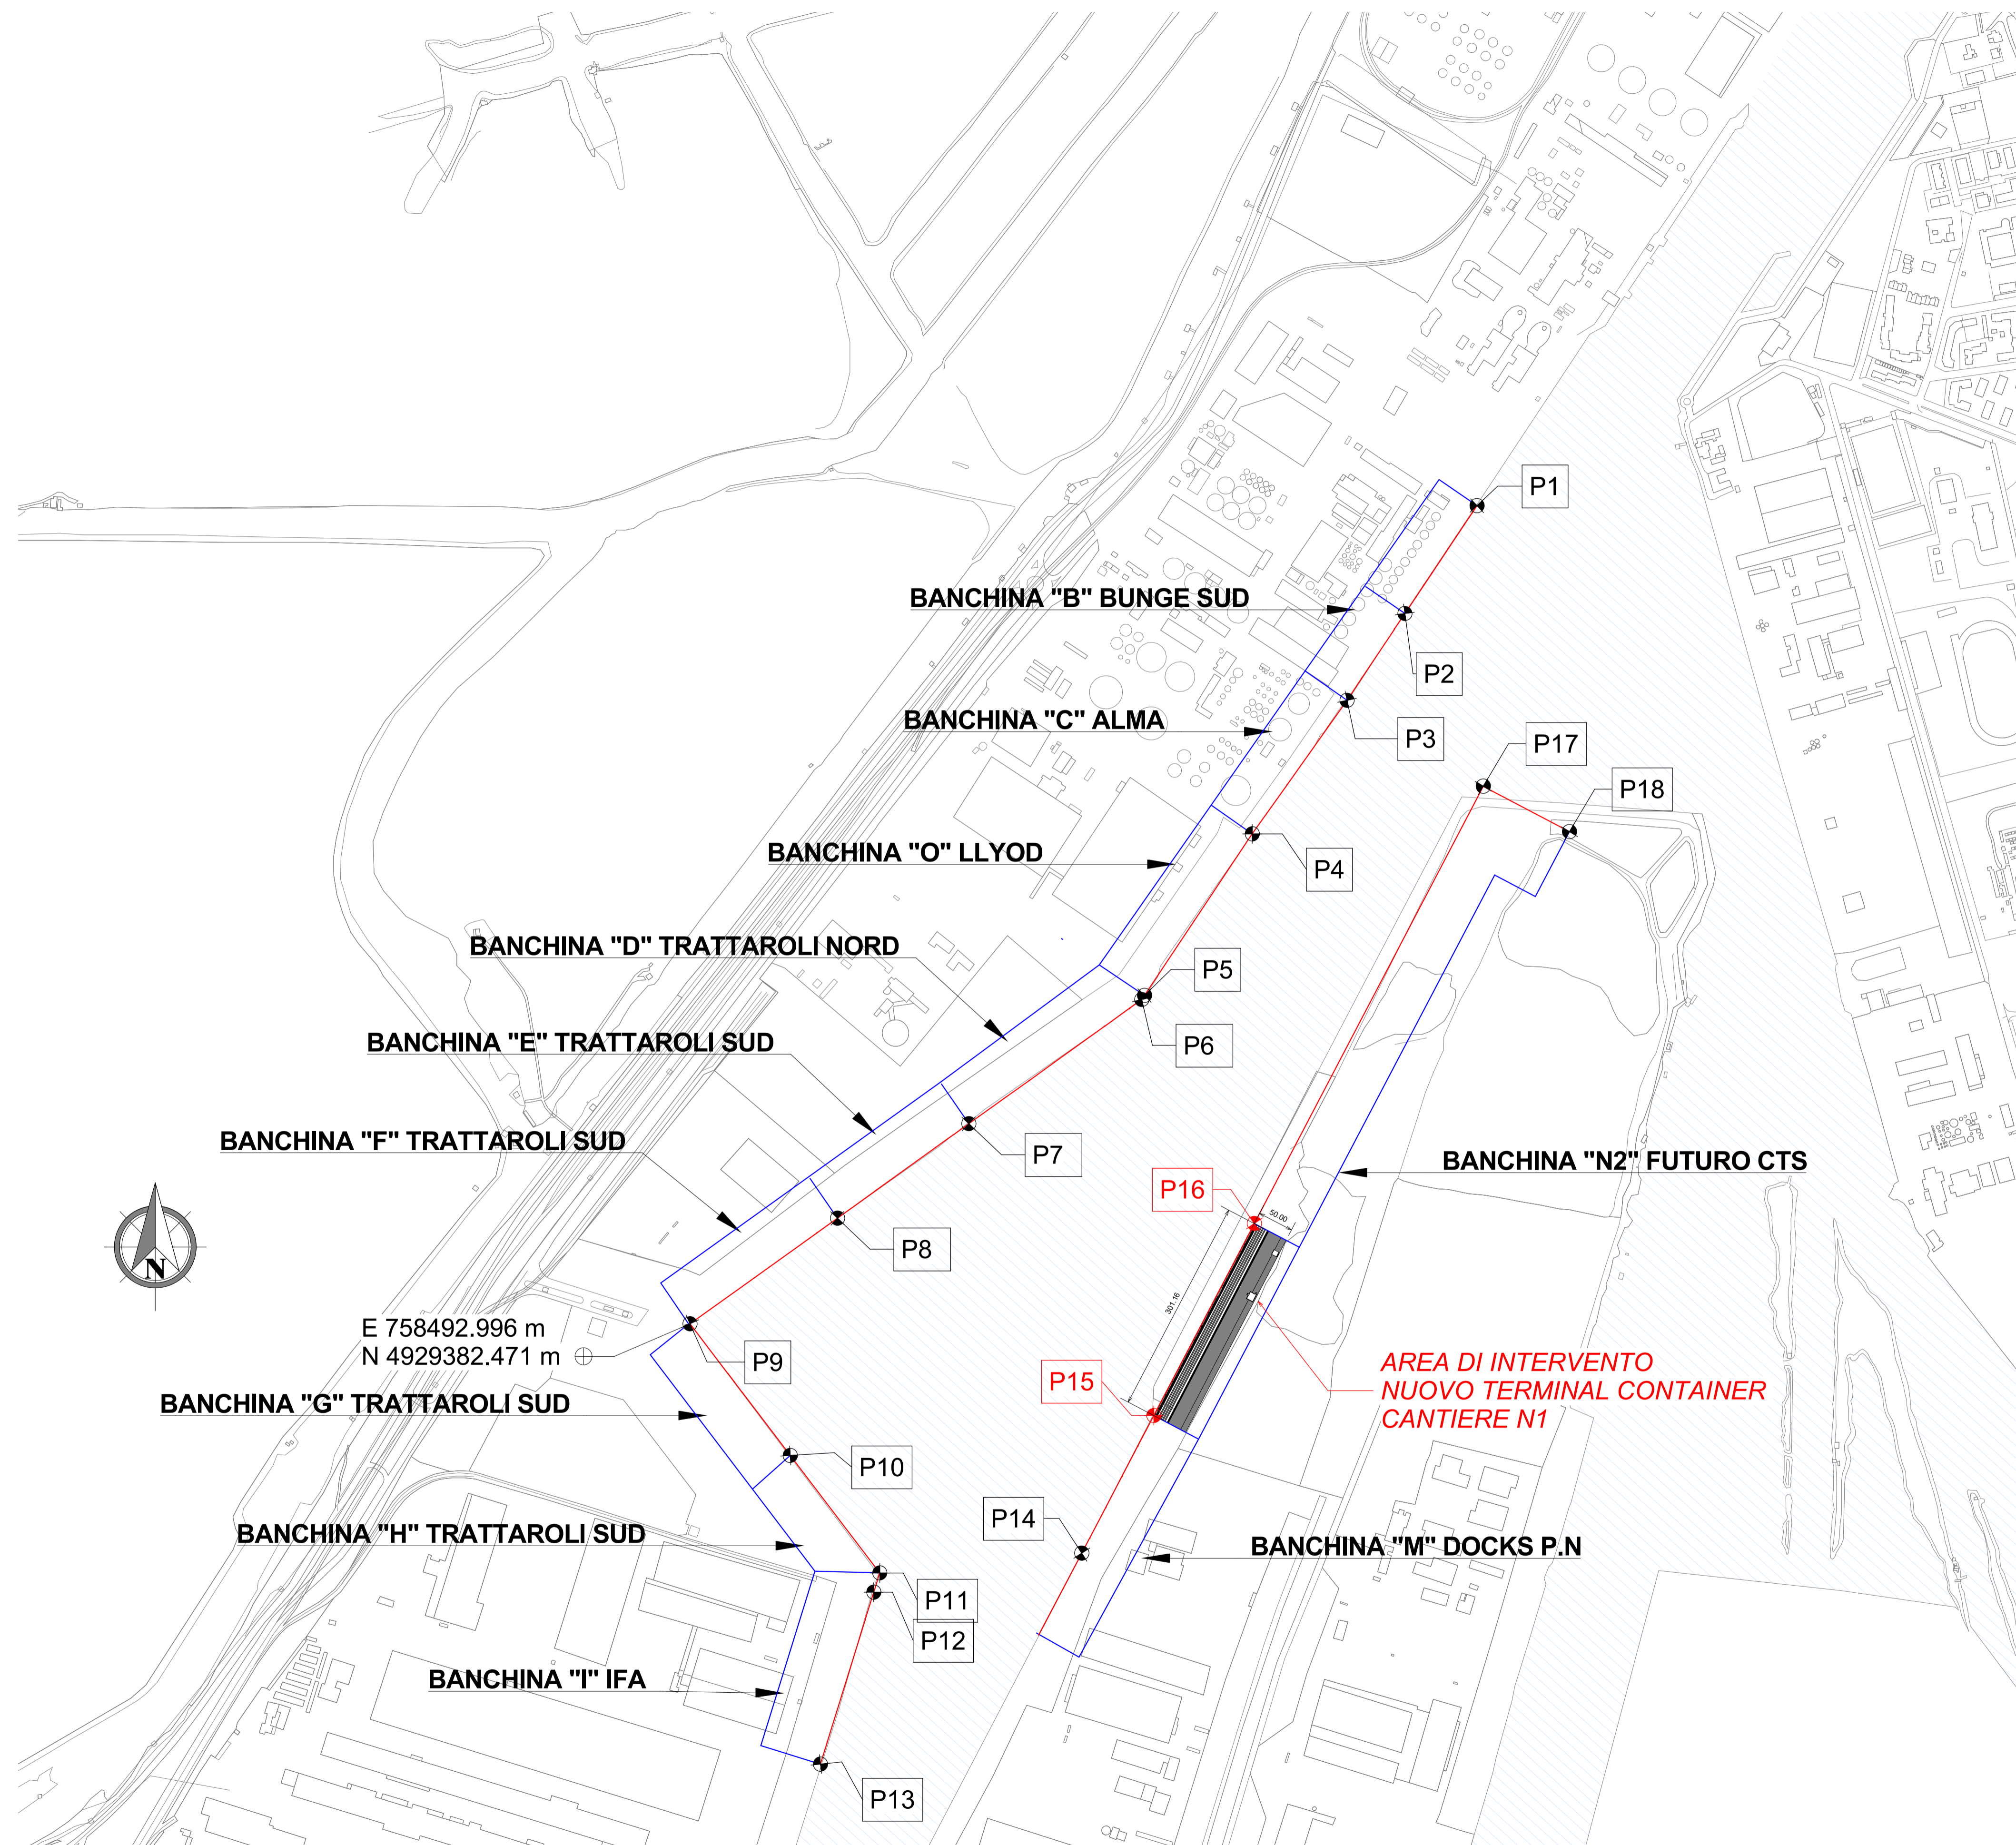 P1
BANCHINA "B" BUNGE SUD
P2
BANCHINA "C" ALMA
P3
P17
P18
BANCHINA "O" LLYOD
P4
BANCHINA "D" TRATTAROLI NORD
P5
BANCHINA "E" TRATTAROLI SUD
P6
BANCHINA "F" TRATTAROLI SUD
P7
BANCHINA "N2" FUTURO CTS
P16
50.00
P8
N
301.16
E 758492.996 m
N 4929382.471 m
P9
AREA DI INTERVENTO
NUOVO TERMINAL CONTAINER
CANTIERE N1
P15
BANCHINA "G" TRATTAROLI SUD
P10
P14
BANCHINA "H" TRATTAROLI SUD
BANCHINA "M" DOCKS P.N
P11
P12
BANCHINA "I" IFA
P13